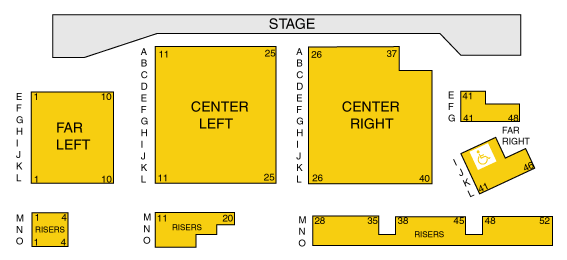 STAGE
A
B
C
D
E
F
G
H
I
J
K
L
11 25
CENTER
LEFT
11 25
A
B
C
D
E
F
G
H
I
J
K
L
26 37
CENTER
RIGHT
26 40
E
F
G
H
I
J
K
L
1 10
FAR
LEFT
1 10
E
F
G
41
41 48
FAR
RIGHT
I
J
K
L
41 46
M
N
O
1 4
RISERS
1 4
M
N
O
11 20
RISERS
M
N
O
28 35 38 45 48 52
RISERS